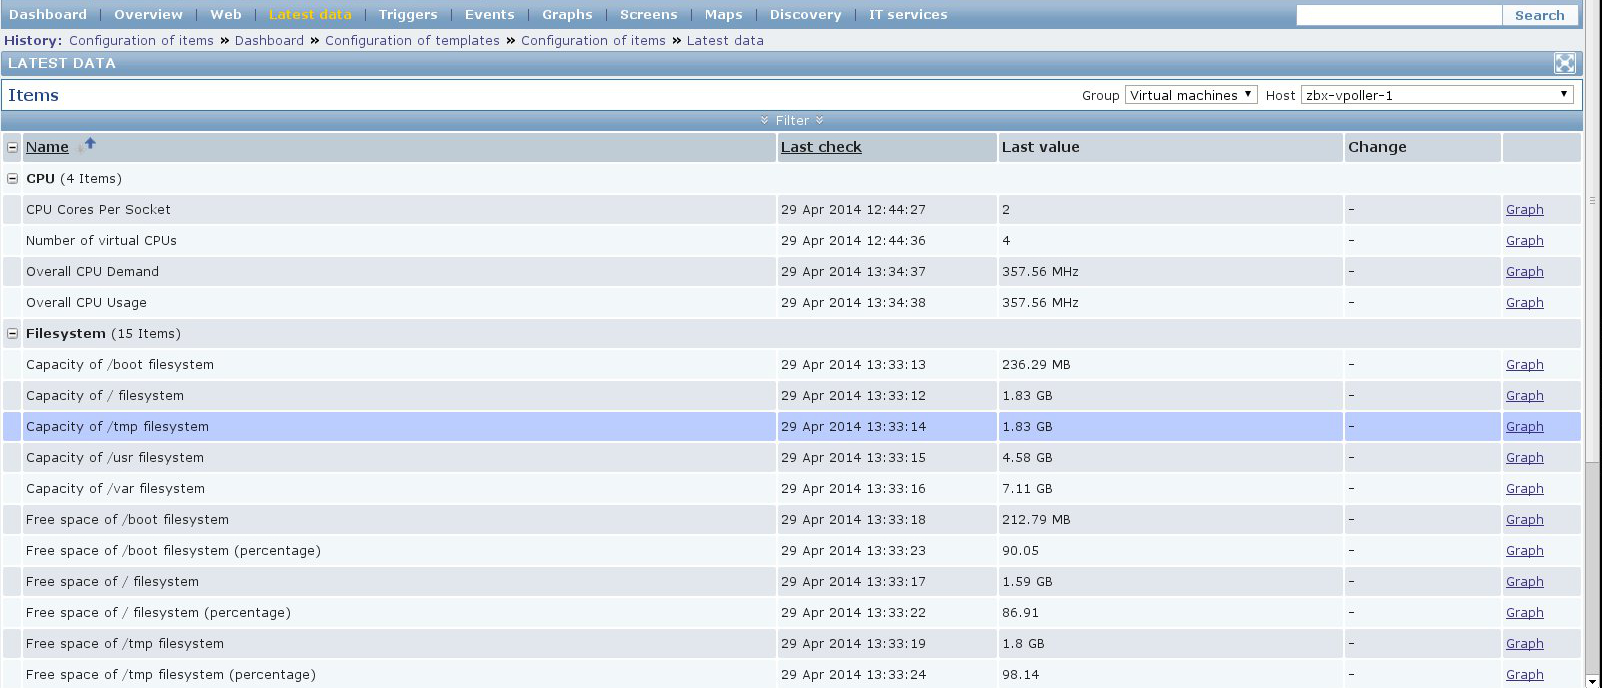 Dashboard | Overview | Web | Latest data | Triggers | Events | Graphs | Screens | Maps | Discovery | IT services Search
History: Configuration of items » Dashboard » Configuration of templates » Configuration of items » Latest data
LATEST DATA
Items Group Virtual machines Host zbx-vpoller-1
Filter
Name Last check Last value Change
CPU (4 Items)
CPU Cores Per Socket 29 Apr 2014 12:44:27 2 - Graph
Number of virtual CPUs 29 Apr 2014 12:44:36 4 - Graph
Overall CPU Demand 29 Apr 2014 13:34:37 357.56 MHz - Graph
Overall CPU Usage 29 Apr 2014 13:34:38 357.56 MHz - Graph
Filesystem (15 Items)
Capacity of /boot filesystem 29 Apr 2014 13:33:13 236.29 MB - Graph
Capacity of / filesystem 29 Apr 2014 13:33:12 1.83 GB - Graph
Capacity of /tmp filesystem 29 Apr 2014 13:33:14 1.83 GB - Graph
Capacity of /usr filesystem 29 Apr 2014 13:33:15 4.58 GB - Graph
Capacity of /var filesystem 29 Apr 2014 13:33:16 7.11 GB - Graph
Free space of /boot filesystem 29 Apr 2014 13:33:18 212.79 MB - Graph
Free space of /boot filesystem (percentage) 29 Apr 2014 13:33:23 90.05 - Graph
Free space of / filesystem 29 Apr 2014 13:33:17 1.59 GB - Graph
Free space of / filesystem (percentage) 29 Apr 2014 13:33:22 86.91 - Graph
Free space of /tmp filesystem 29 Apr 2014 13:33:19 1.8 GB - Graph
Free space of /tmp filesystem (percentage) 29 Apr 2014 13:33:24 98.14 - Graph